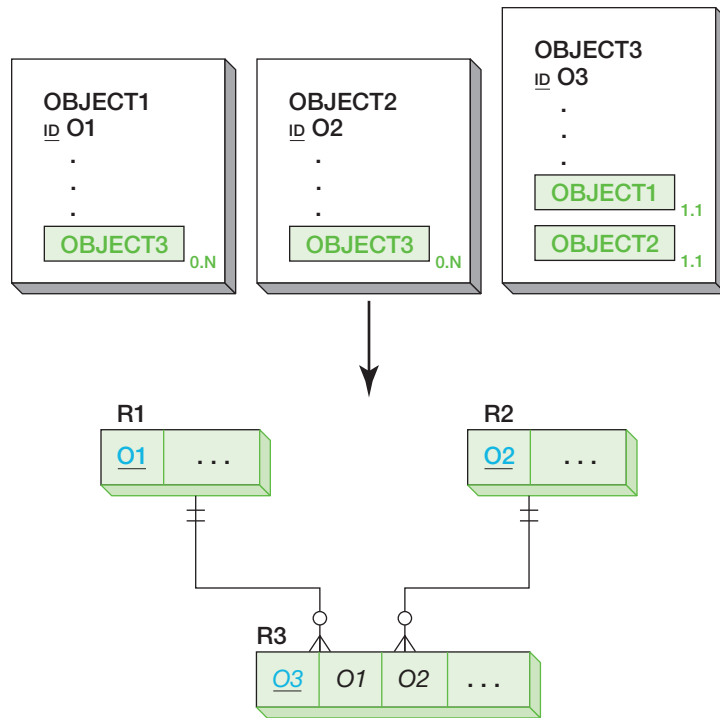 OBJECT1
ID O1
.
.
.
OBJECT3 0.N
OBJECT2
ID O2
.
.
.
OBJECT3 0.N
OBJECT3
ID O3
.
.
.
OBJECT1 1.1
OBJECT2 1.1
R1
O1 . . .
R2
O2 . . .
R3
O3 O1 O2 . . .